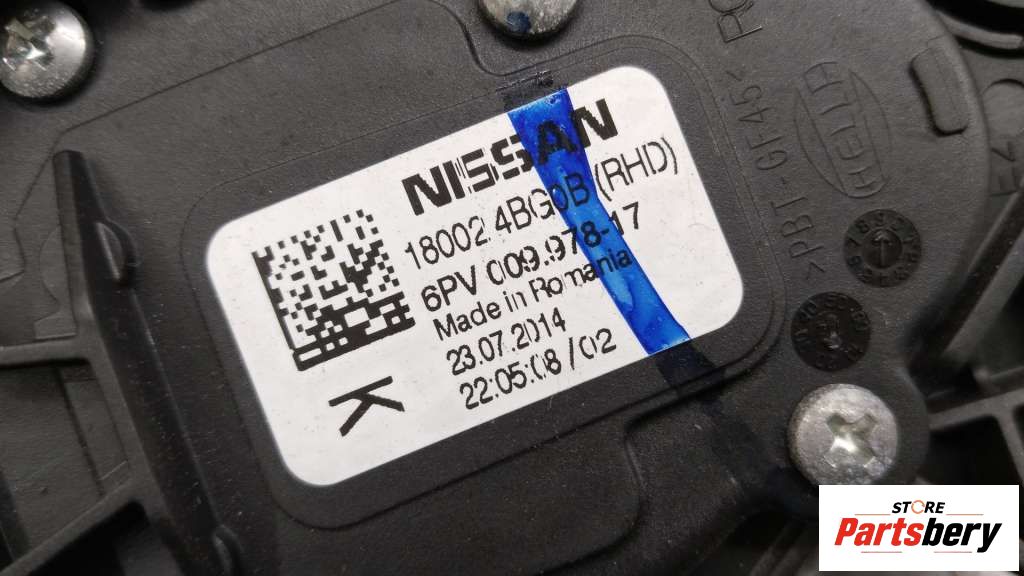 NISSAN
18002 4BG0B (RHD)
6PV 009.978-17
Made in Romania
23.07.2014
22:05:08 /02
K
>PBT-GF45<
HELLA
STORE
Partsbery